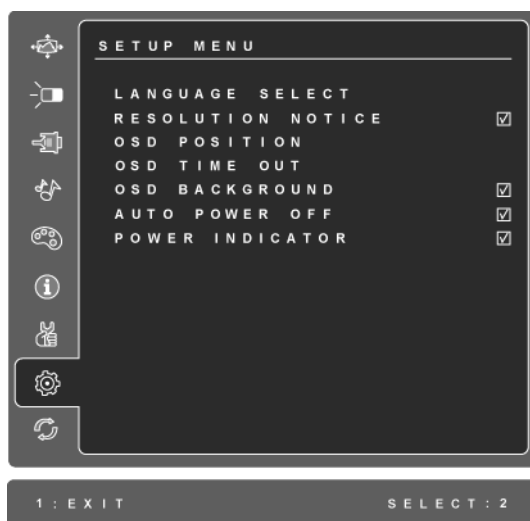 SETUP MENU
LANGUAGE SELECT
RESOLUTION NOTICE
OSD POSITION
OSD TIME OUT
OSD BACKGROUND
AUTO POWER OFF
POWER INDICATOR
1:EXIT SELECT:2